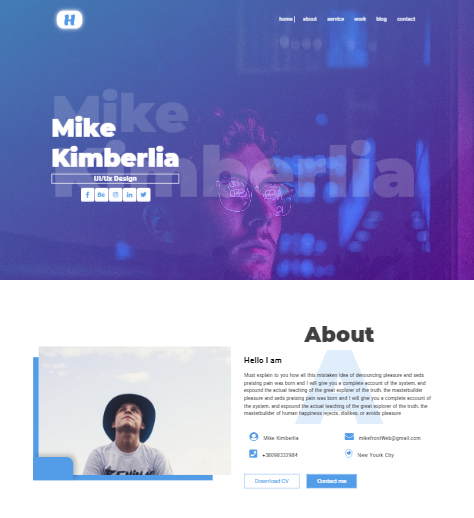 H
home about service work blog contact
Mike
Kimberlia
Mike
Kimberlia
UI/Ux Design
f Bē in
About
A
Hello I am
Must explain to you how all this mistaken idea of denouncing pleasure and seds
praising pain was born and I will give you a complete account of the system, and
expound the actual teaching of the great explorer of the truth, the masterbuilder
pleasure and seds praising pain was born and I will give you a complete account of
the system, and expound the actual teaching of the great explorer of the truth, the
masterbuilder of human happiness rejects, dislikes, or avoids pleasure
Mike Kimberlia mikefrontWeb@gmail.com
+38098332984 New Yourk City
Download CV Contact me